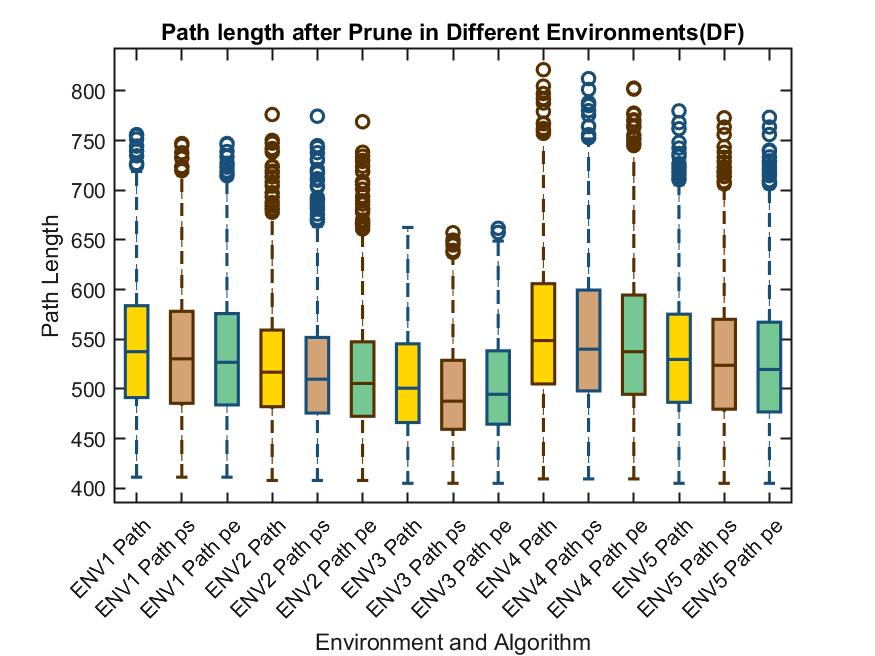 Path length after Prune in Different Environments(DF)
Path Length
800
750
700
650
600
550
500
450
400
ENV1 Path
ENV1 Path ps
ENV1 Path pe
ENV2 Path
ENV2 Path ps
ENV2 Path pe
ENV3 Path
ENV3 Path ps
ENV3 Path pe
ENV4 Path
ENV4 Path ps
ENV4 Path pe
ENV5 Path
ENV5 Path ps
ENV5 Path pe
Environment and Algorithm